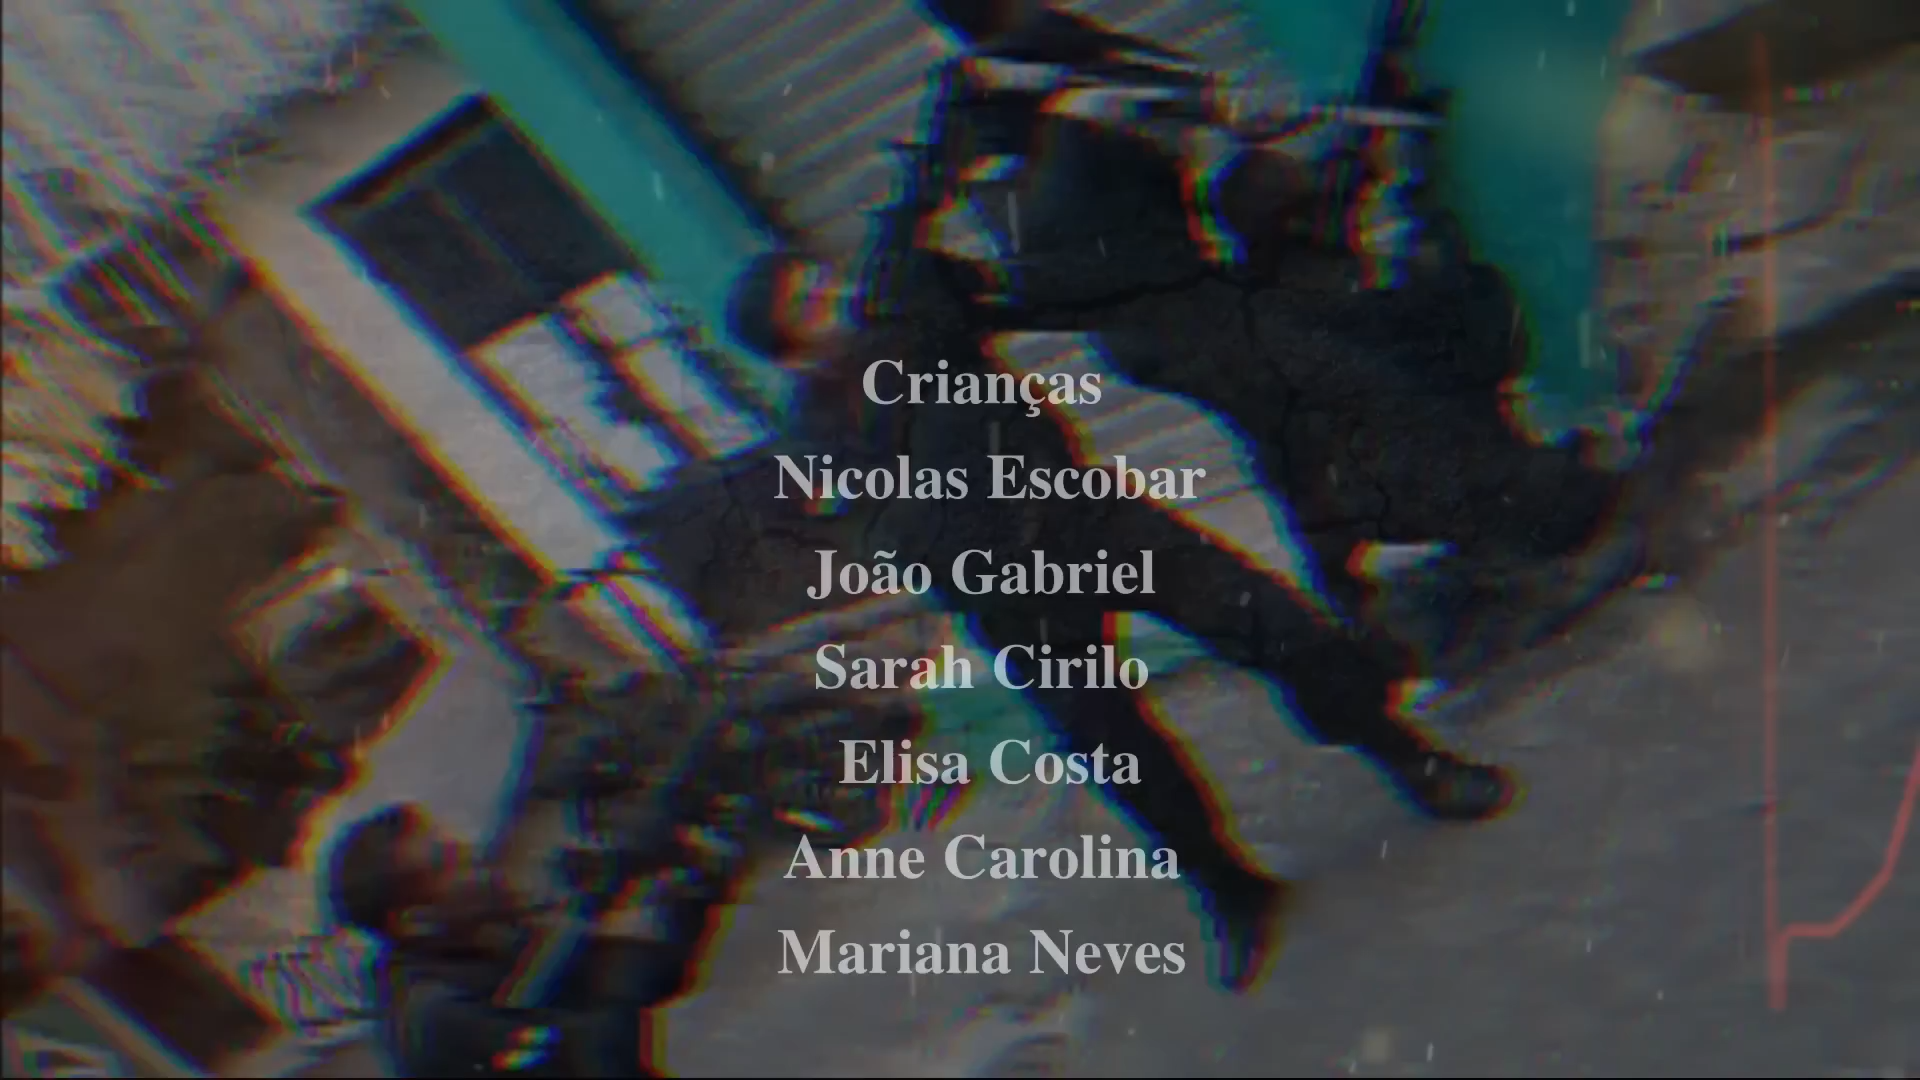 Crianças
Nicolas Escobar
João Gabriel
Sarah Cirilo
Elisa Costa
Anne Carolina
Mariana Neves